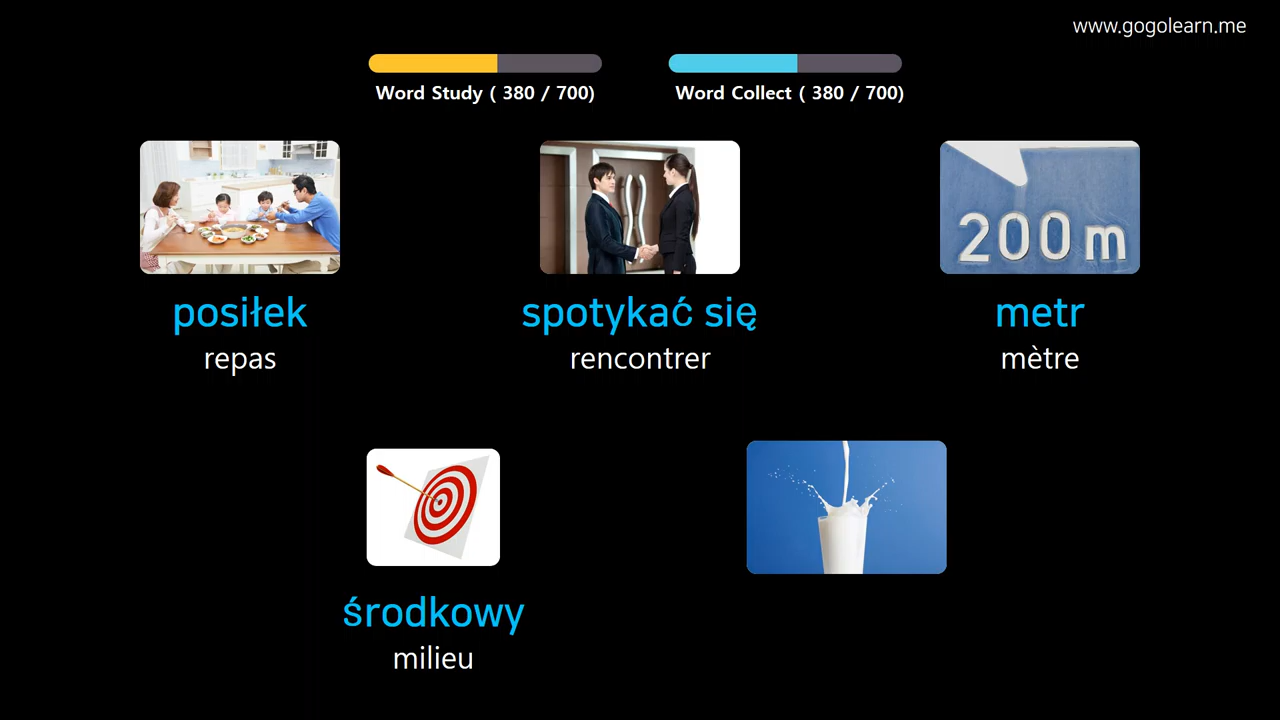 www.gogolearn.me
Word Study ( 380 / 700)
Word Collect ( 380 / 700)
200m
posiłek
spotykać się
metr
repas
rencontrer
mètre
środkowy
milieu